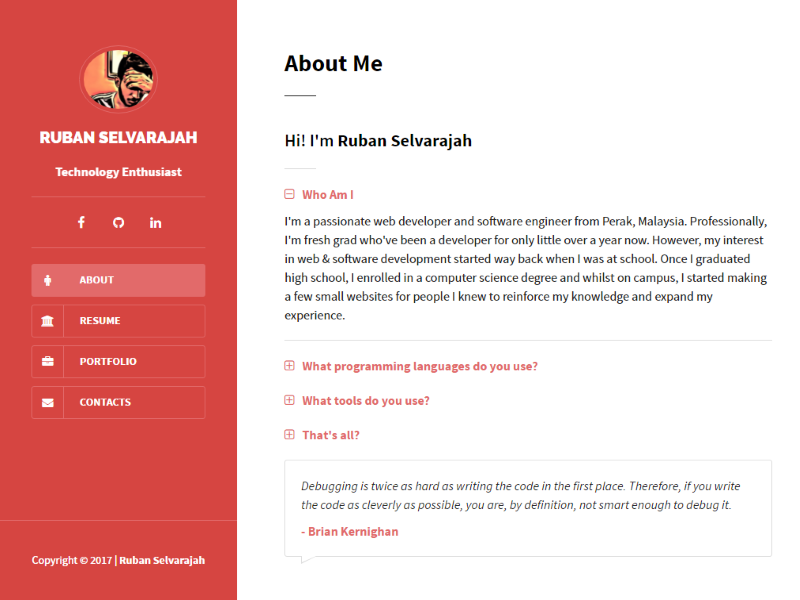 RUBAN SELVARAJAH
Technology Enthusiast
ABOUT
RESUME
PORTFOLIO
CONTACTS
Copyright © 2017 | Ruban Selvarajah
About Me
Hi! I'm Ruban Selvarajah
Who Am I
I'm a passionate web developer and software engineer from Perak, Malaysia. Professionally,
I'm fresh grad who've been a developer for only little over a year now. However, my interest
in web & software development started way back when I was at school. Once I graduated
high school, I enrolled in a computer science degree and whilst on campus, I started making
a few small websites for people I knew to reinforce my knowledge and expand my
experience.
What programming languages do you use?
What tools do you use?
That's all?
Debugging is twice as hard as writing the code in the first place. Therefore, if you write
the code as cleverly as possible, you are, by definition, not smart enough to debug it.
- Brian Kernighan